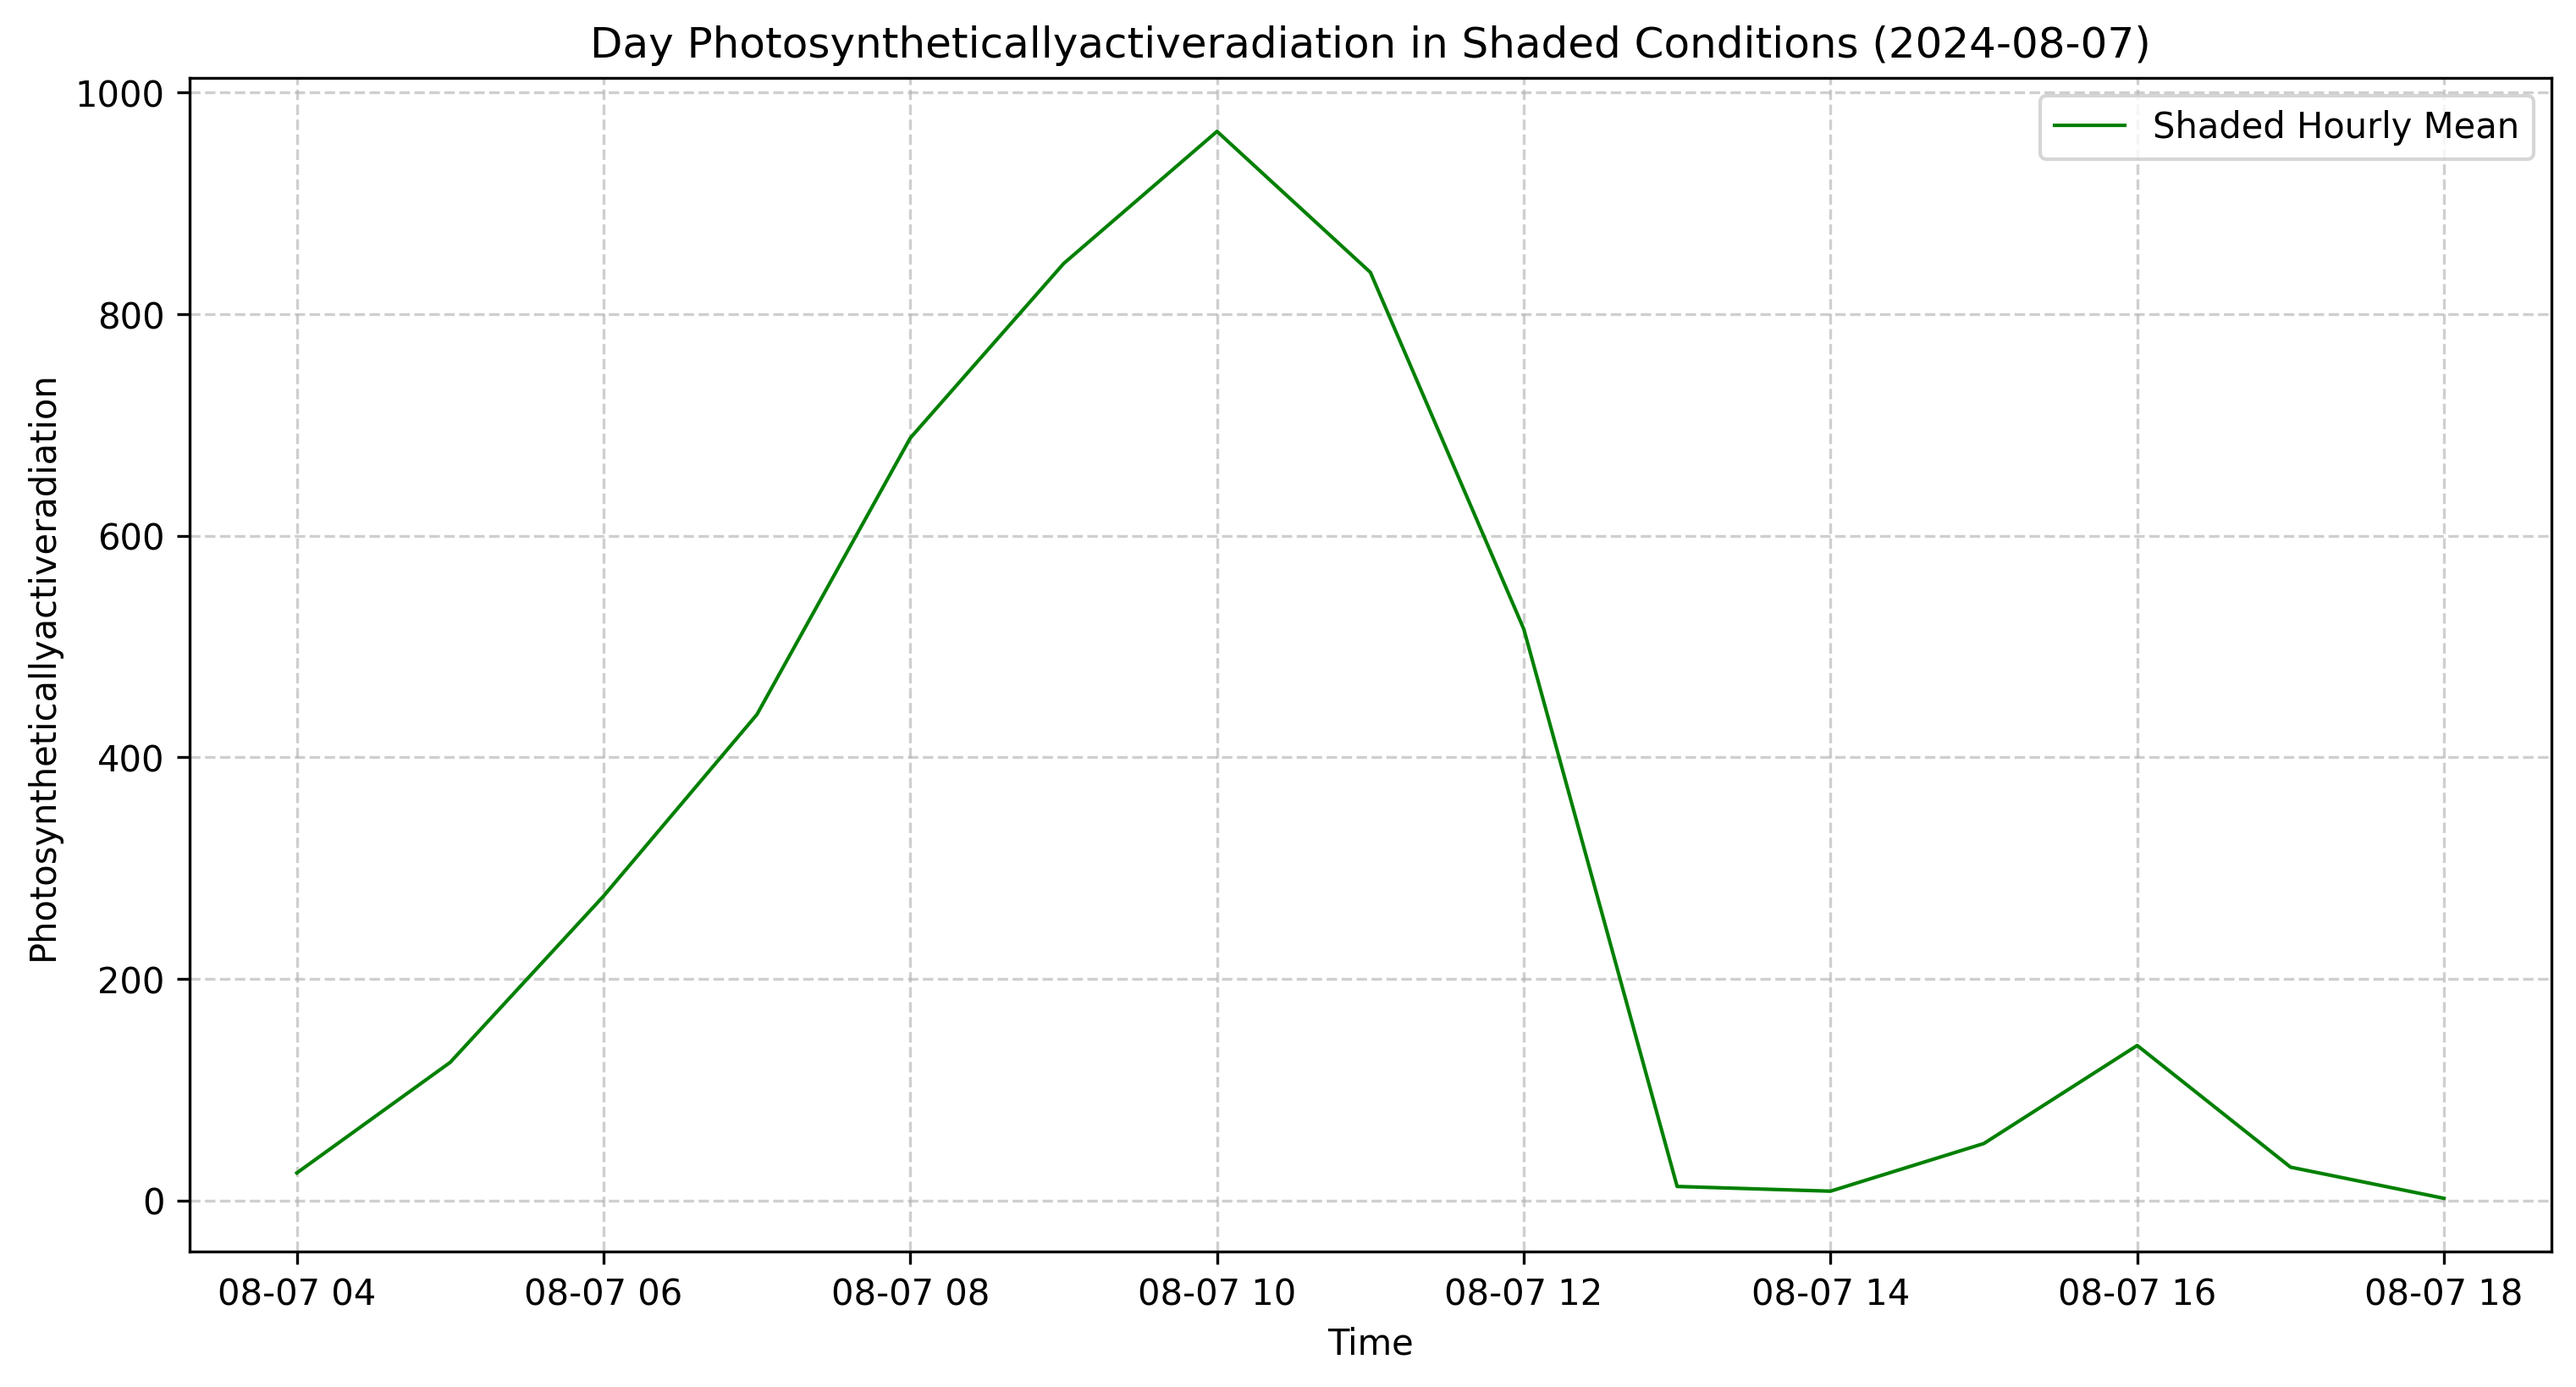 Day Photosyntheticallyactiveradiation in Shaded Conditions (2024-08-07)
Shaded Hourly Mean
Photosyntheticallyactiveradiation
1000
800
600
400
200
0
08-07 04 08-07 06 08-07 08 08-07 10 08-07 12 08-07 14 08-07 16 08-07 18
Time